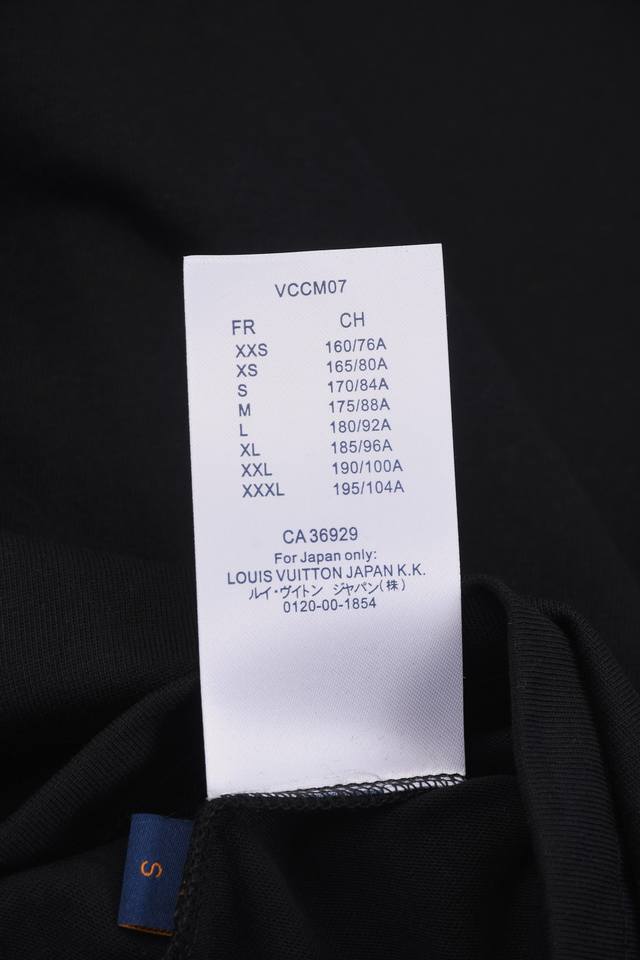 VCCM07
FR CH
XXS 160/76A
XS 165/80A
S 170/84A
M 175/88A
L 180/92A
XL 185/96A
XXL 190/100A
XXXL 195/104A
CA 36929
For Japan only:
LOUIS VUITTON JAPAN K.K.
ルイ・ヴイトン ジャパン(株)
0120-00-1854
S